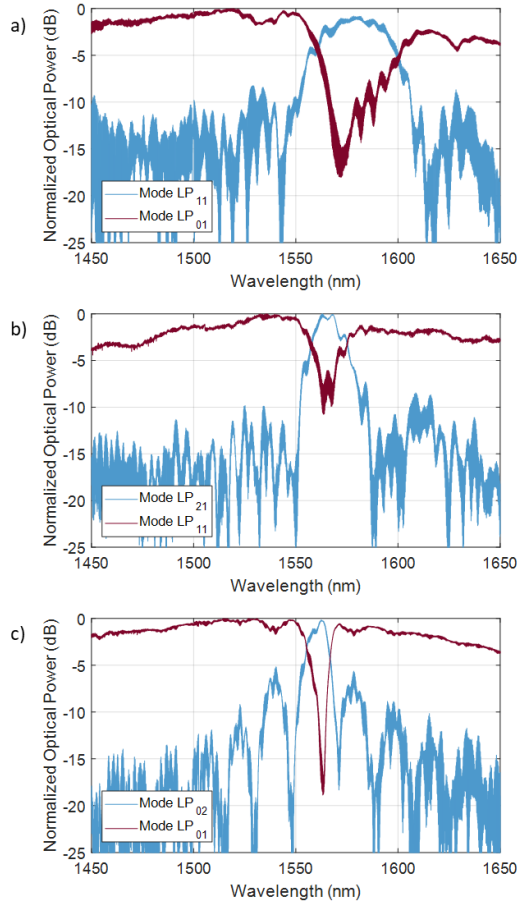 a)
Normalized Optical Power (dB)
0
-5
-10
-15
-20
-25
Mode LP11
Mode LP01
1450 1500 1550 1600 1650
Wavelength (nm)
b)
Normalized Optical Power (dB)
0
-5
-10
-15
-20
-25
Mode LP21
Mode LP11
1450 1500 1550 1600 1650
Wavelength (nm)
c)
Normalized Optical Power (dB)
0
-5
-10
-15
-20
-25
Mode LP02
Mode LP01
1450 1500 1550 1600 1650
Wavelength (nm)